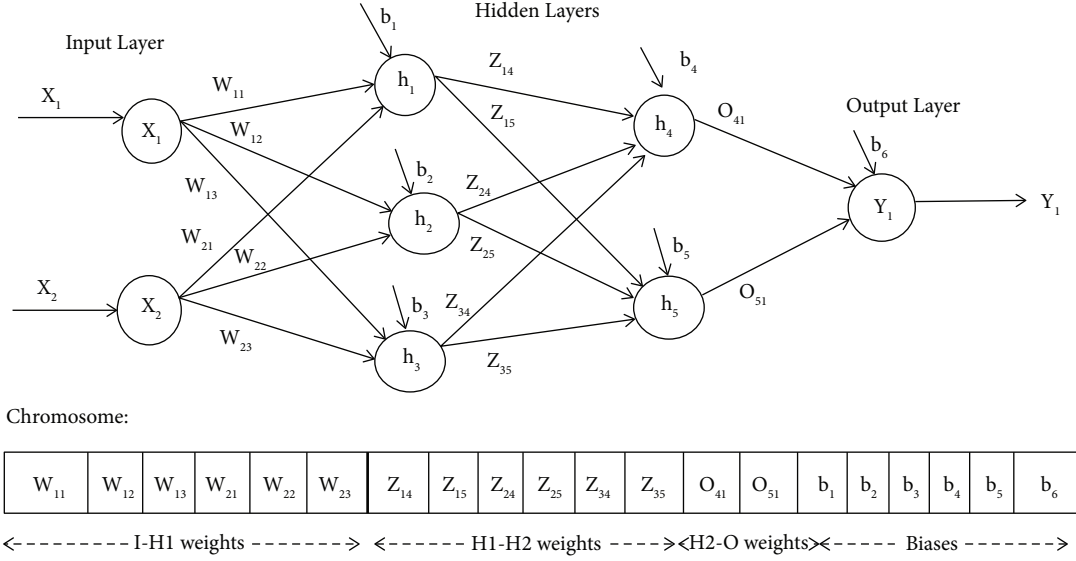 Hidden Layers
Input Layer
Output Layer
b₁
X₁
X₁
W₁₁
W₁₂
W₁₃
h₁
Z₁₄
Z₁₅
b₄
h₄
O₄₁
b₆
Y₁
Y₁
b₂
h₂
Z₂₄
Z₂₅
W₂₁
W₂₂
W₂₃
X₂
X₂
b₃
h₃
Z₃₄
Z₃₅
b₅
h₅
O₅₁
Chromosome:
W₁₁ W₁₂ W₁₃ W₂₁ W₂₂ W₂₃ Z₁₄ Z₁₅ Z₂₄ Z₂₅ Z₃₄ Z₃₅ O₄₁ O₅₁ b₁ b₂ b₃ b₄ b₅ b₆
I-H1 weights H1-H2 weights H2-O weights Biases